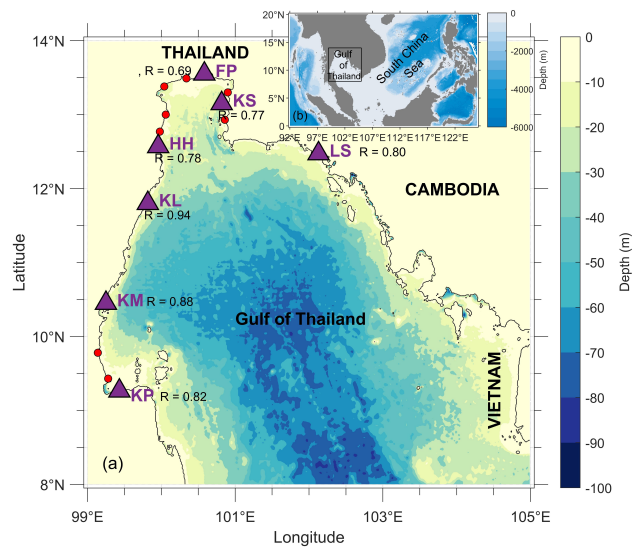 20°N
15°N
10°N
5°N
0°N
92°E 97°E 102°E 107°E 112°E 117°E 122°E
Gulf
of
Thailand
South China
Sea
(b)
0
-2000
-4000
-6000
Depth (m)
14°N
12°N
10°N
8°N
Latitude
THAILAND
, R = 0.69 FP
KS
R = 0.77
HH
R = 0.78
LS R = 0.80
CAMBODIA
KL
R = 0.94
KM R = 0.88
Gulf of Thailand
VIETNAM
KP R = 0.82
(a)
99°E 101°E 103°E 105°E
Longitude
0
-10
-20
-30
-40
-50
-60
-70
-80
-90
-100
Depth (m)